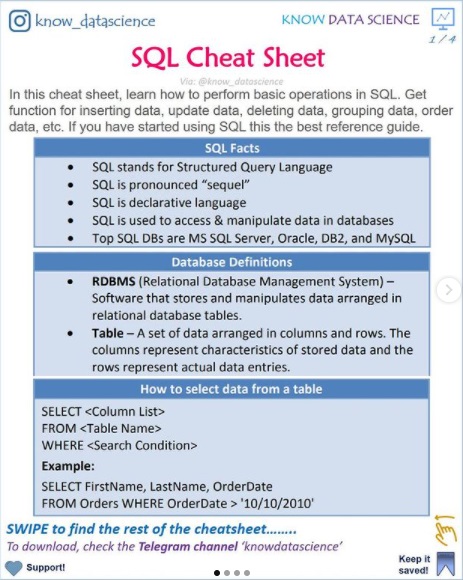 know_datascience
KNOW DATA SCIENCE
1/4
SQL Cheat Sheet
Via: @know_datascience
In this cheat sheet, learn how to perform basic operations in SQL. Get
function for inserting data, update data, deleting data, grouping data, order
data, etc. If you have started using SQL this the best reference guide.
SQL Facts
• SQL stands for Structured Query Language
• SQL is pronounced “sequel”
• SQL is declarative language
• SQL is used to access & manipulate data in databases
• Top SQL DBs are MS SQL Server, Oracle, DB2, and MySQL
Database Definitions
• RDBMS (Relational Database Management System) –
Software that stores and manipulates data arranged in
relational database tables.
• Table – A set of data arranged in columns and rows. The
columns represent characteristics of stored data and the
rows represent actual data entries.
How to select data from a table
SELECT <Column List>
FROM <Table Name>
WHERE <Search Condition>
Example:
SELECT FirstName, LastName, OrderDate
FROM Orders WHERE OrderDate > '10/10/2010'
SWIPE to find the rest of the cheatsheet........
To download, check the Telegram channel ‘knowdatascience’
Support!
Keep it
saved!